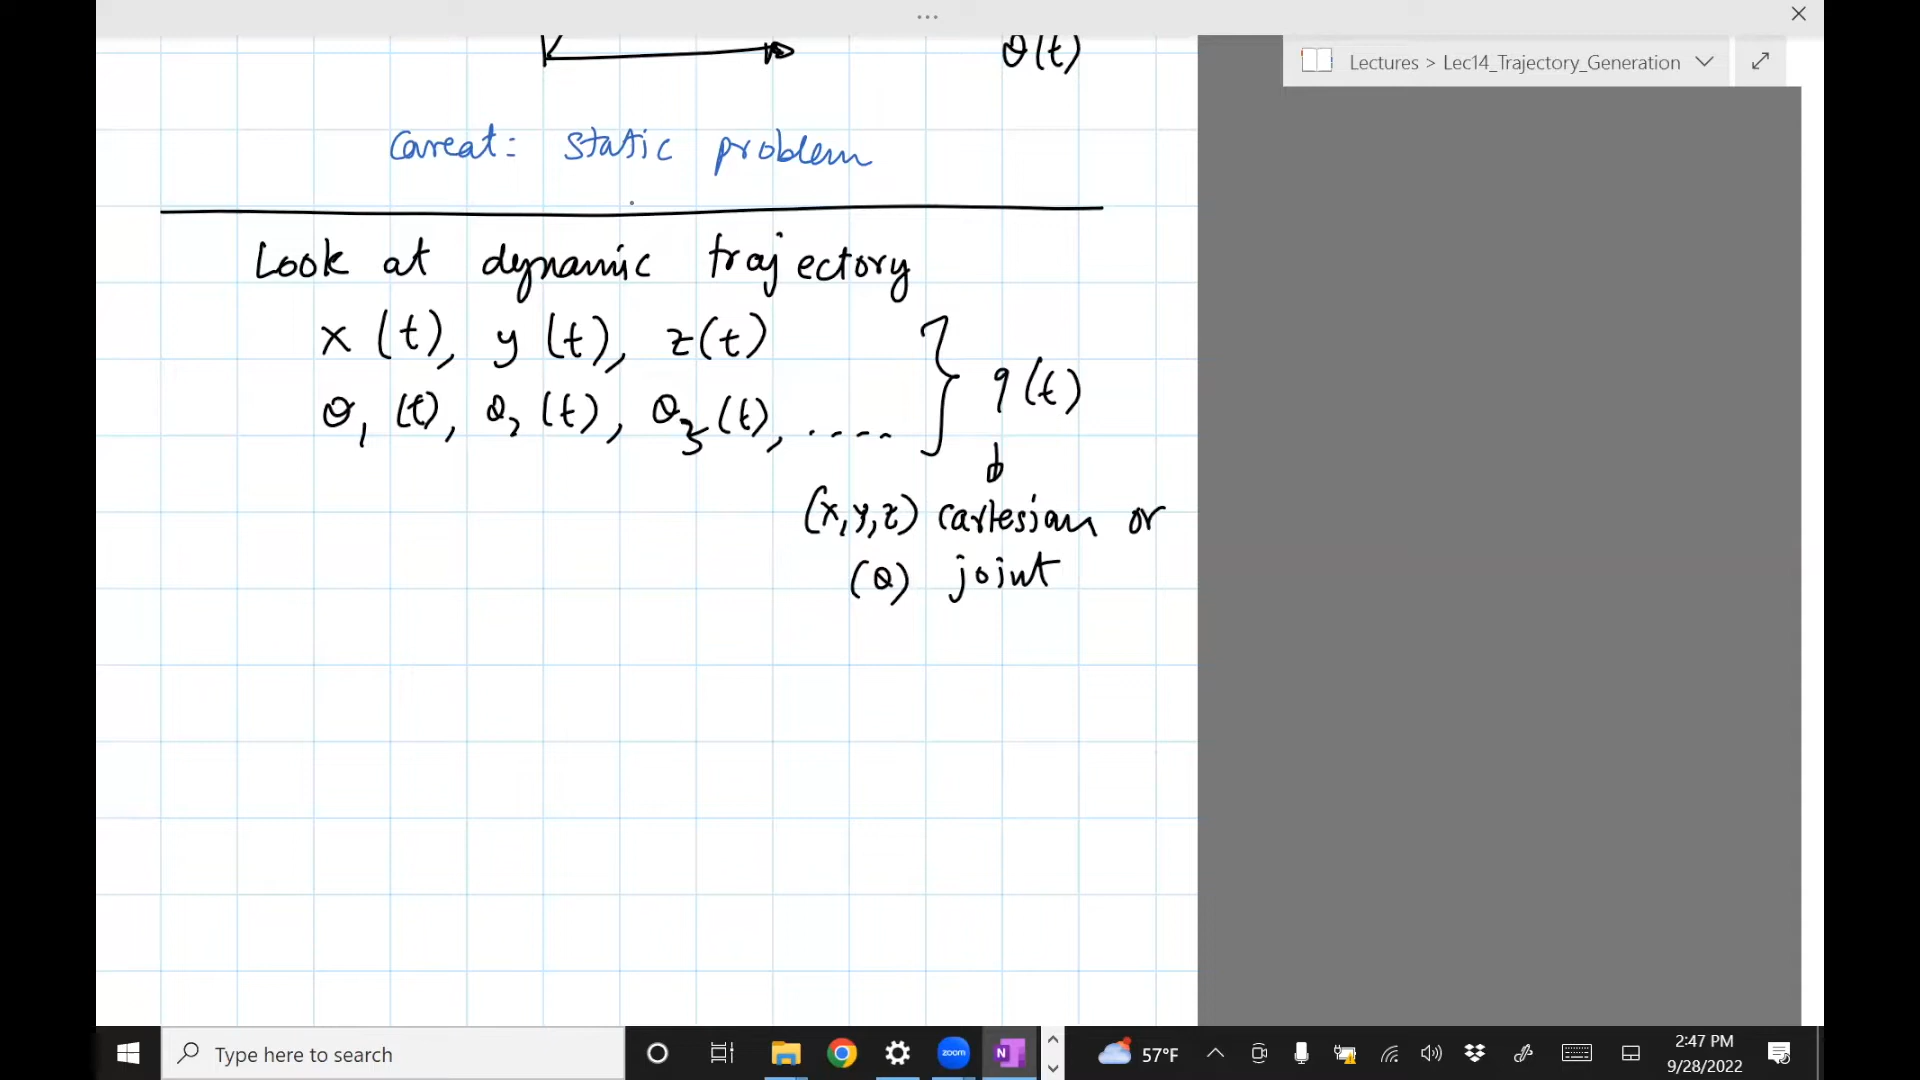 θ(t)
Lectures > Lec14_Trajectory_Generation
Caveat: static problem
Look at dynamic trajectory
x (t), y (t), z(t)
θ₁ (t), θ₂ (t), θ₃ (t), ....
q (t)
(x,y,z) cartesian or
(θ) joint
Type here to search
zoom
N
57°F
2:47 PM
9/28/2022